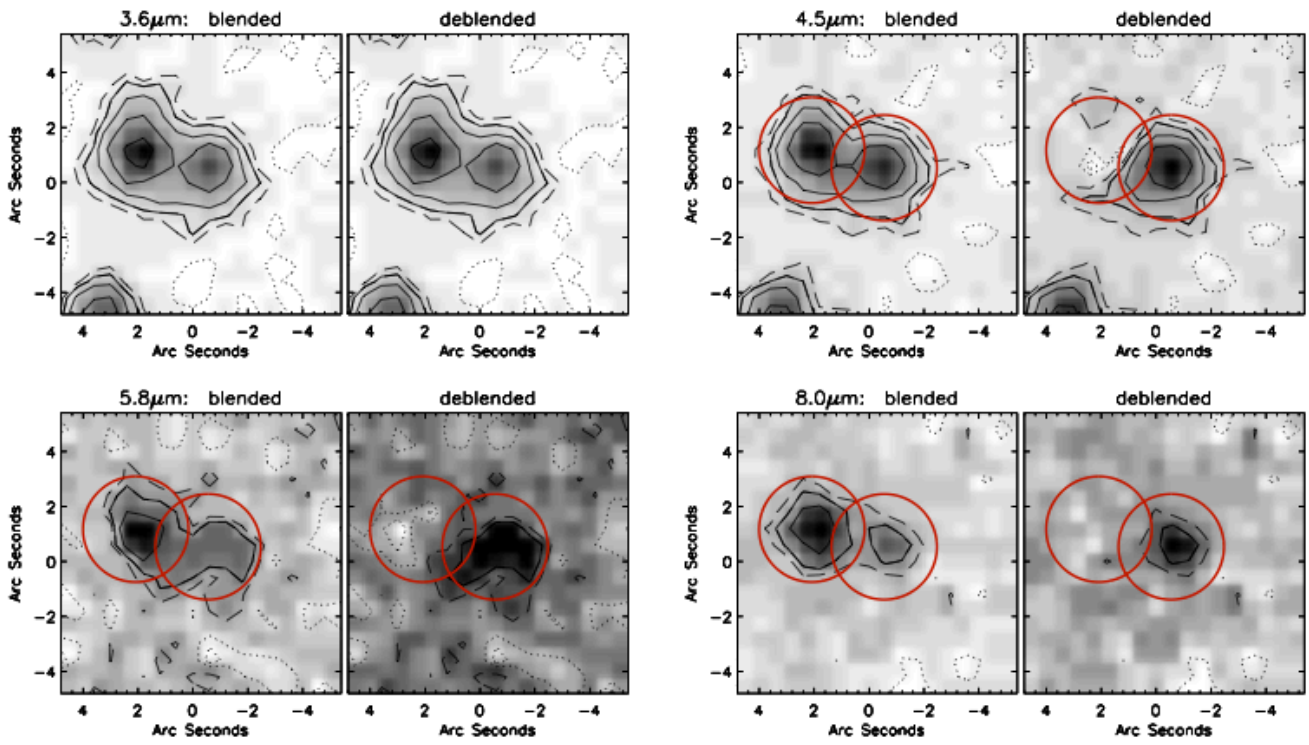 3.6μm: blended deblended
4.5μm: blended deblended
Arc Seconds
4
2
0
-2
-4
4 2 0 -2 -4 4 2 0 -2 -4
Arc Seconds Arc Seconds
Arc Seconds
4
2
0
-2
-4
4 2 0 -2 -4 4 2 0 -2 -4
Arc Seconds Arc Seconds
5.8μm: blended deblended
8.0μm: blended deblended
Arc Seconds
4
2
0
-2
-4
4 2 0 -2 -4 4 2 0 -2 -4
Arc Seconds Arc Seconds
Arc Seconds
4
2
0
-2
-4
4 2 0 -2 -4 4 2 0 -2 -4
Arc Seconds Arc Seconds